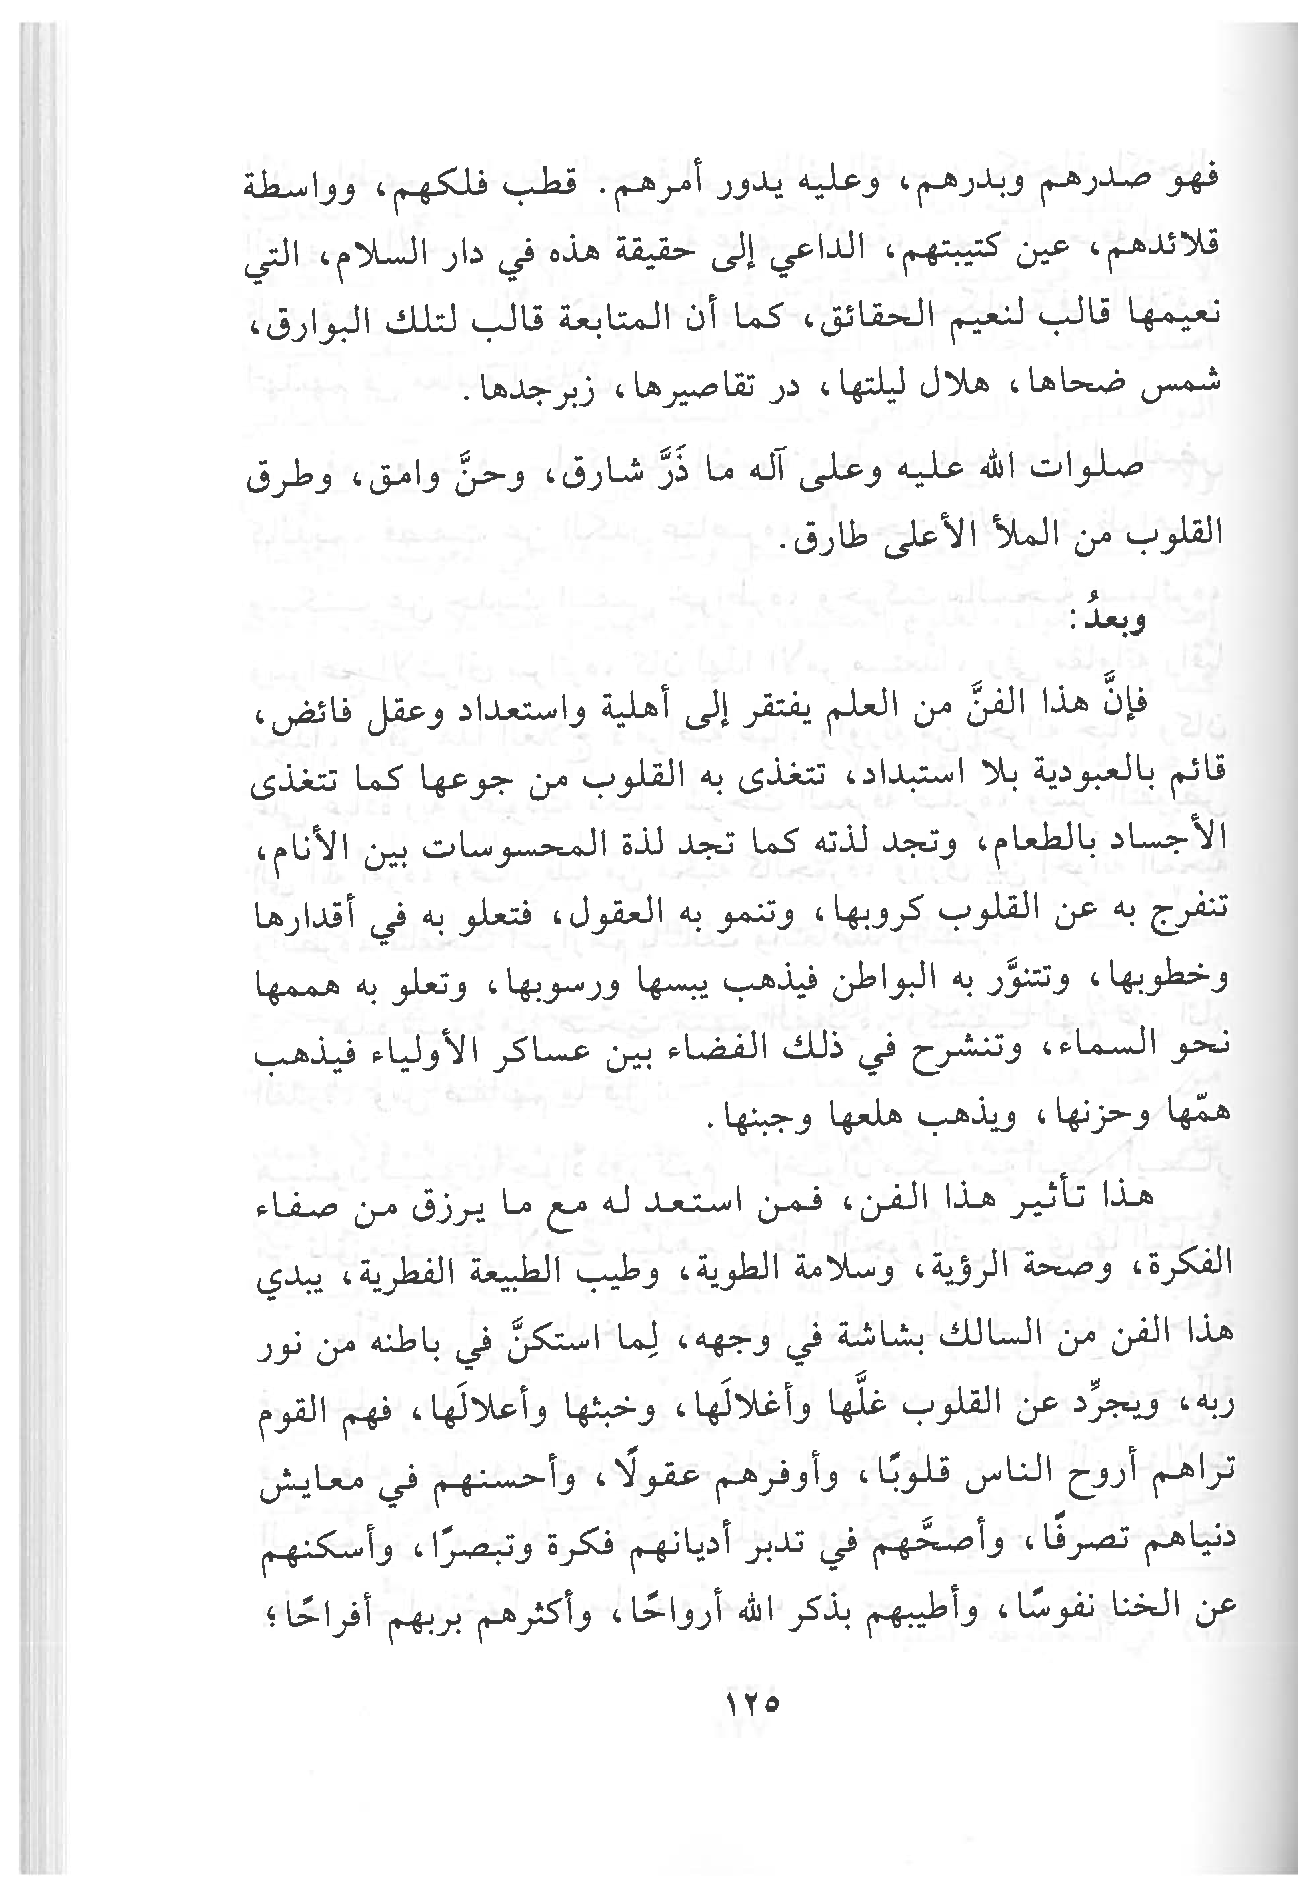 فهو صدرهم وبدرهم، وعليه يدور أمرهم. قطب فلكهم، وواسطة
قلائدهم، عين كتيبتهم، الداعي إلى حقيقة هذه في دار السلام، التي
نعيمها قالب لنعيم الحقائق، كما أن المتابعة قالب لتلك البوارق،
شمس ضحاها، هلال ليلتها، در تقاصيرها، زبرجدها.
صلوات الله عليه وعلى آله ما ذَرَّ شارق، وحنَّ وامق، وطرق
القلوب من الملأ الأعلى طارق.
وبعدُ:
فإنَّ هذا الفنَّ من العلم يفتقر إلى أهلية واستعداد وعقل فائض،
قائم بالعبودية بلا استبداد، تتغذى به القلوب من جوعها كما تتغذى
الأجساد بالطعام، وتجد لذته كما تجد لذة المحسوسات بين الأنام،
تنفرج به عن القلوب كروبها، وتنمو به العقول، فتعلو به في أقدارها
وخطوبها، وتتنوَّر به البواطن فيذهب يبسها ورسوبها، وتعلو به هممها
نحو السماء، وتنشرح في ذلك الفضاء بين عساكر الأولياء فيذهب
همّها وحزنها، ويذهب هلعها وجبنها.
هذا تأثير هذا الفن، فمن استعد له مع ما يرزق من صفاء
الفكرة، وصحة الرؤية، وسلامة الطوية، وطيب الطبيعة الفطرية، يبدي
هذا الفن من السالك بشاشة في وجهه، لِما استكنَّ في باطنه من نور
ربه، ويجرِّد عن القلوب غلَّها وأغلالَها، وخبثها وأعلالَها، فهم القوم
تراهم أروح الناس قلوبًا، وأوفرهم عقولًا، وأحسنهم في معايش
دنياهم تصرفًا، وأصحَّهم في تدبر أديانهم فكرة وتبصرًا، وأسكنهم
عن الخنا نفوسًا، وأطيبهم بذكر الله أرواحًا، وأكثرهم بربهم أفراحًا؛
١٢٥